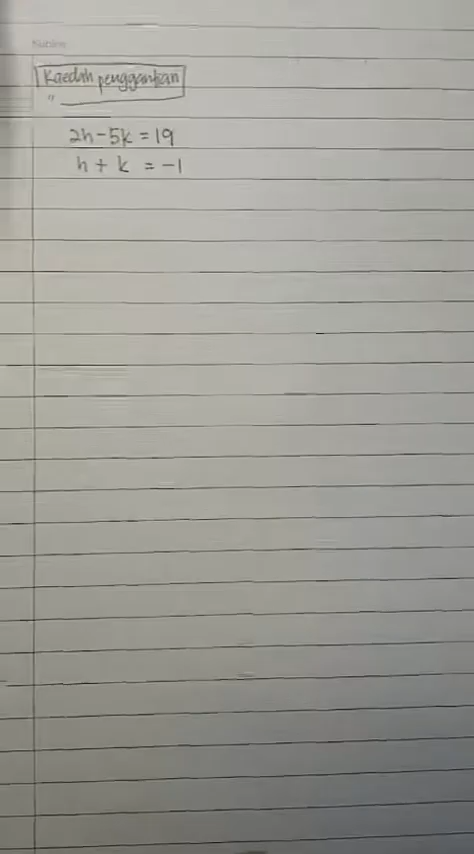 Kaedah penggantian
2h - 5k = 19
h + k = -1